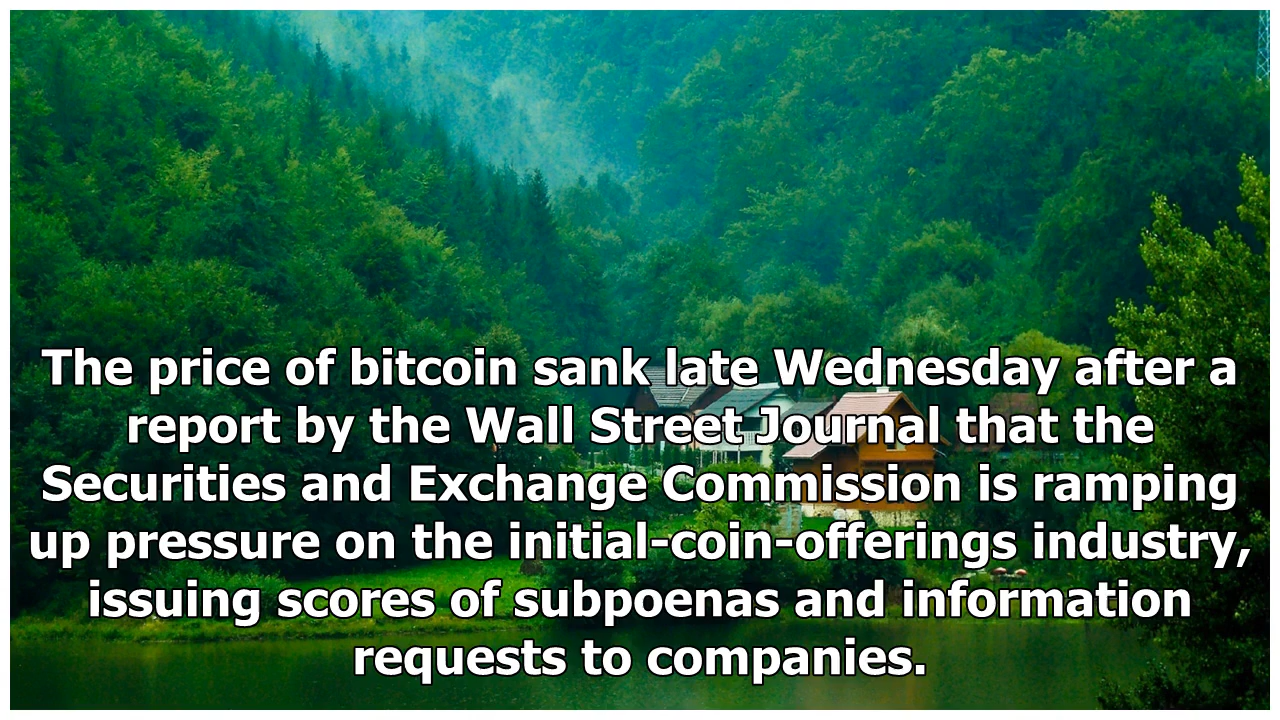 The price of bitcoin sank late Wednesday after a
report by the Wall Street Journal that the
Securities and Exchange Commission is ramping
up pressure on the initial-coin-offerings industry,
issuing scores of subpoenas and information
requests to companies.